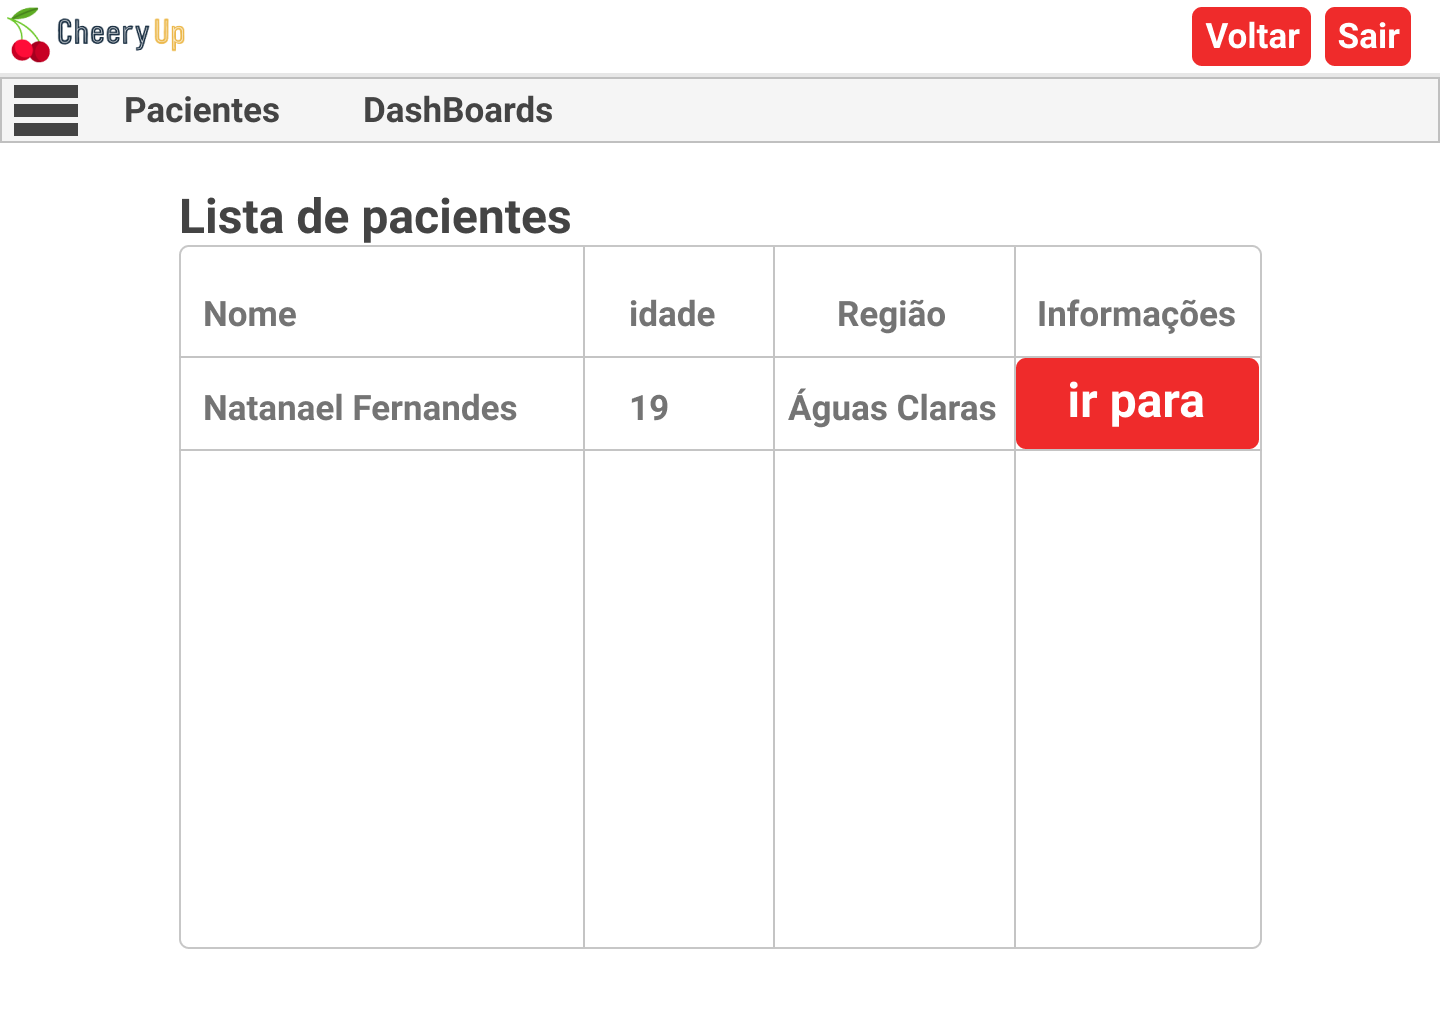 CheeryUp
Voltar Sair
Pacientes DashBoards
Lista de pacientes
Nome idade Região Informações
Natanael Fernandes 19 Águas Claras ir para